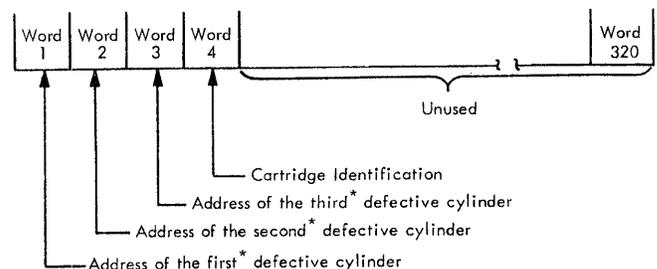 Word 1
Word 2
Word 3
Word 4
Word 320
Unused
Cartridge Identification
Address of the third* defective cylinder
Address of the second* defective cylinder
Address of the first* defective cylinder